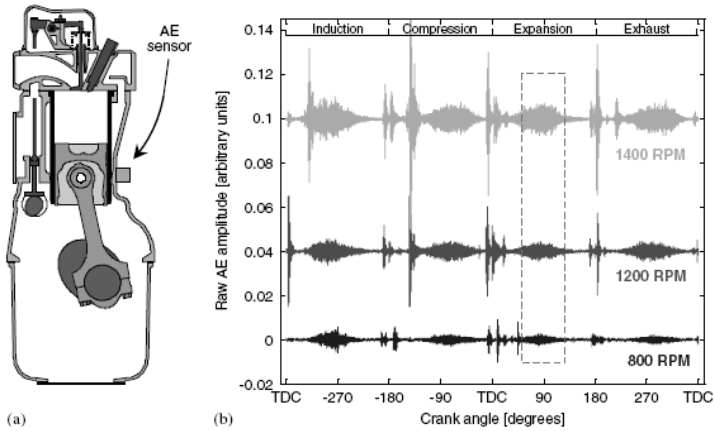 AE
sensor
(a)
(b)
Raw AE amplitude [arbitrary units]
0.14
0.12
0.1
0.08
0.06
0.04
0.02
0
-0.02
Induction Compression Expansion Exhaust
1400 RPM
1200 RPM
800 RPM
TDC -270 -180 -90 TDC 90 180 270 TDC
Crank angle [degrees]